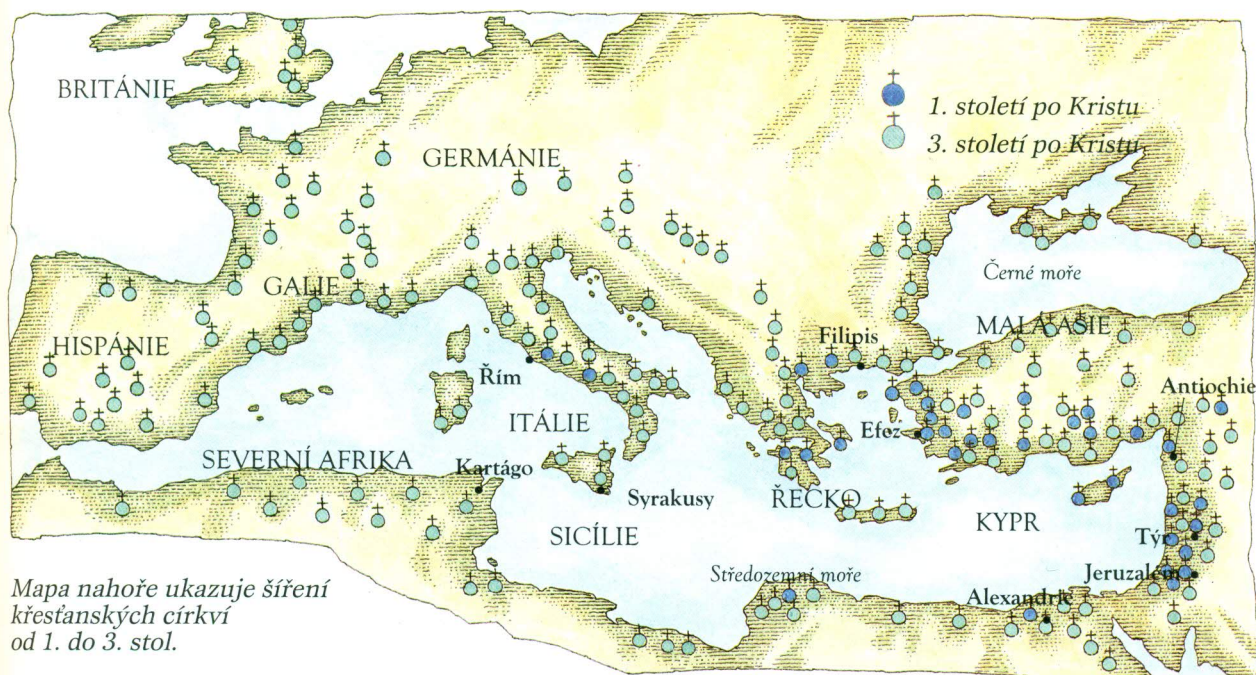 BRITÁNIE
1. století po Kristu
3. století po Kristu
GERMÁNIE
Černé moře
GALIE
MALÁ ASIE
HISPÁNIE
Filipis
Řím
Antiochie
ITÁLIE
Efez
SEVERNÍ AFRIKA
Kartágo
Syrakusy
ŘECKO
KYPR
SICÍLIE
Týr
Středozemní moře
Jeruzalém
Alexandrie
Mapa nahoře ukazuje šíření
křesťanských církví
od 1. do 3. stol.